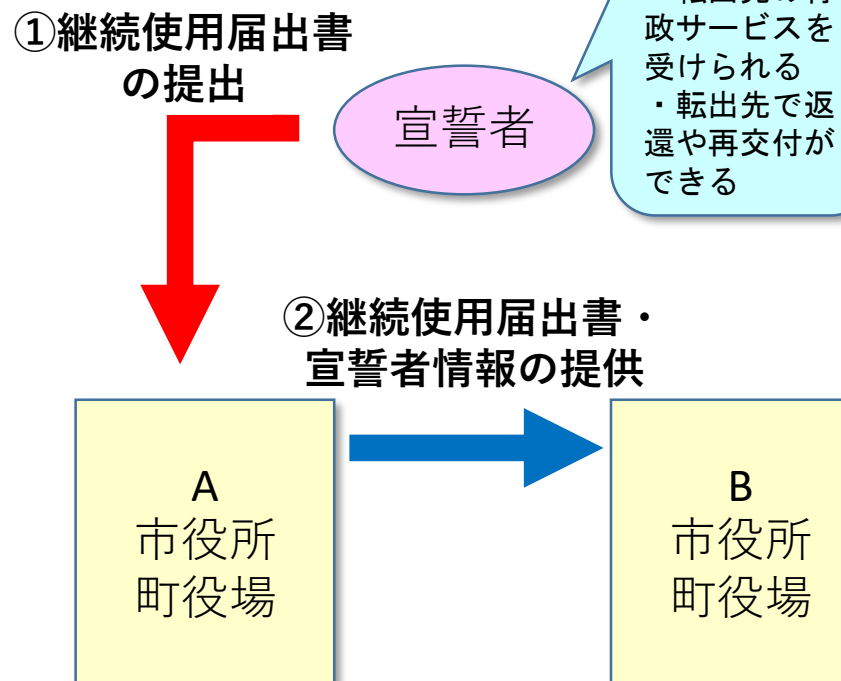 ①継続使用届出書
の提出
宣誓者
政サービスを
受けられる
・転出先で返
還や再交付が
できる
②継続使用届出書・
宣誓者情報の提供
A
市役所
町役場
B
市役所
町役場